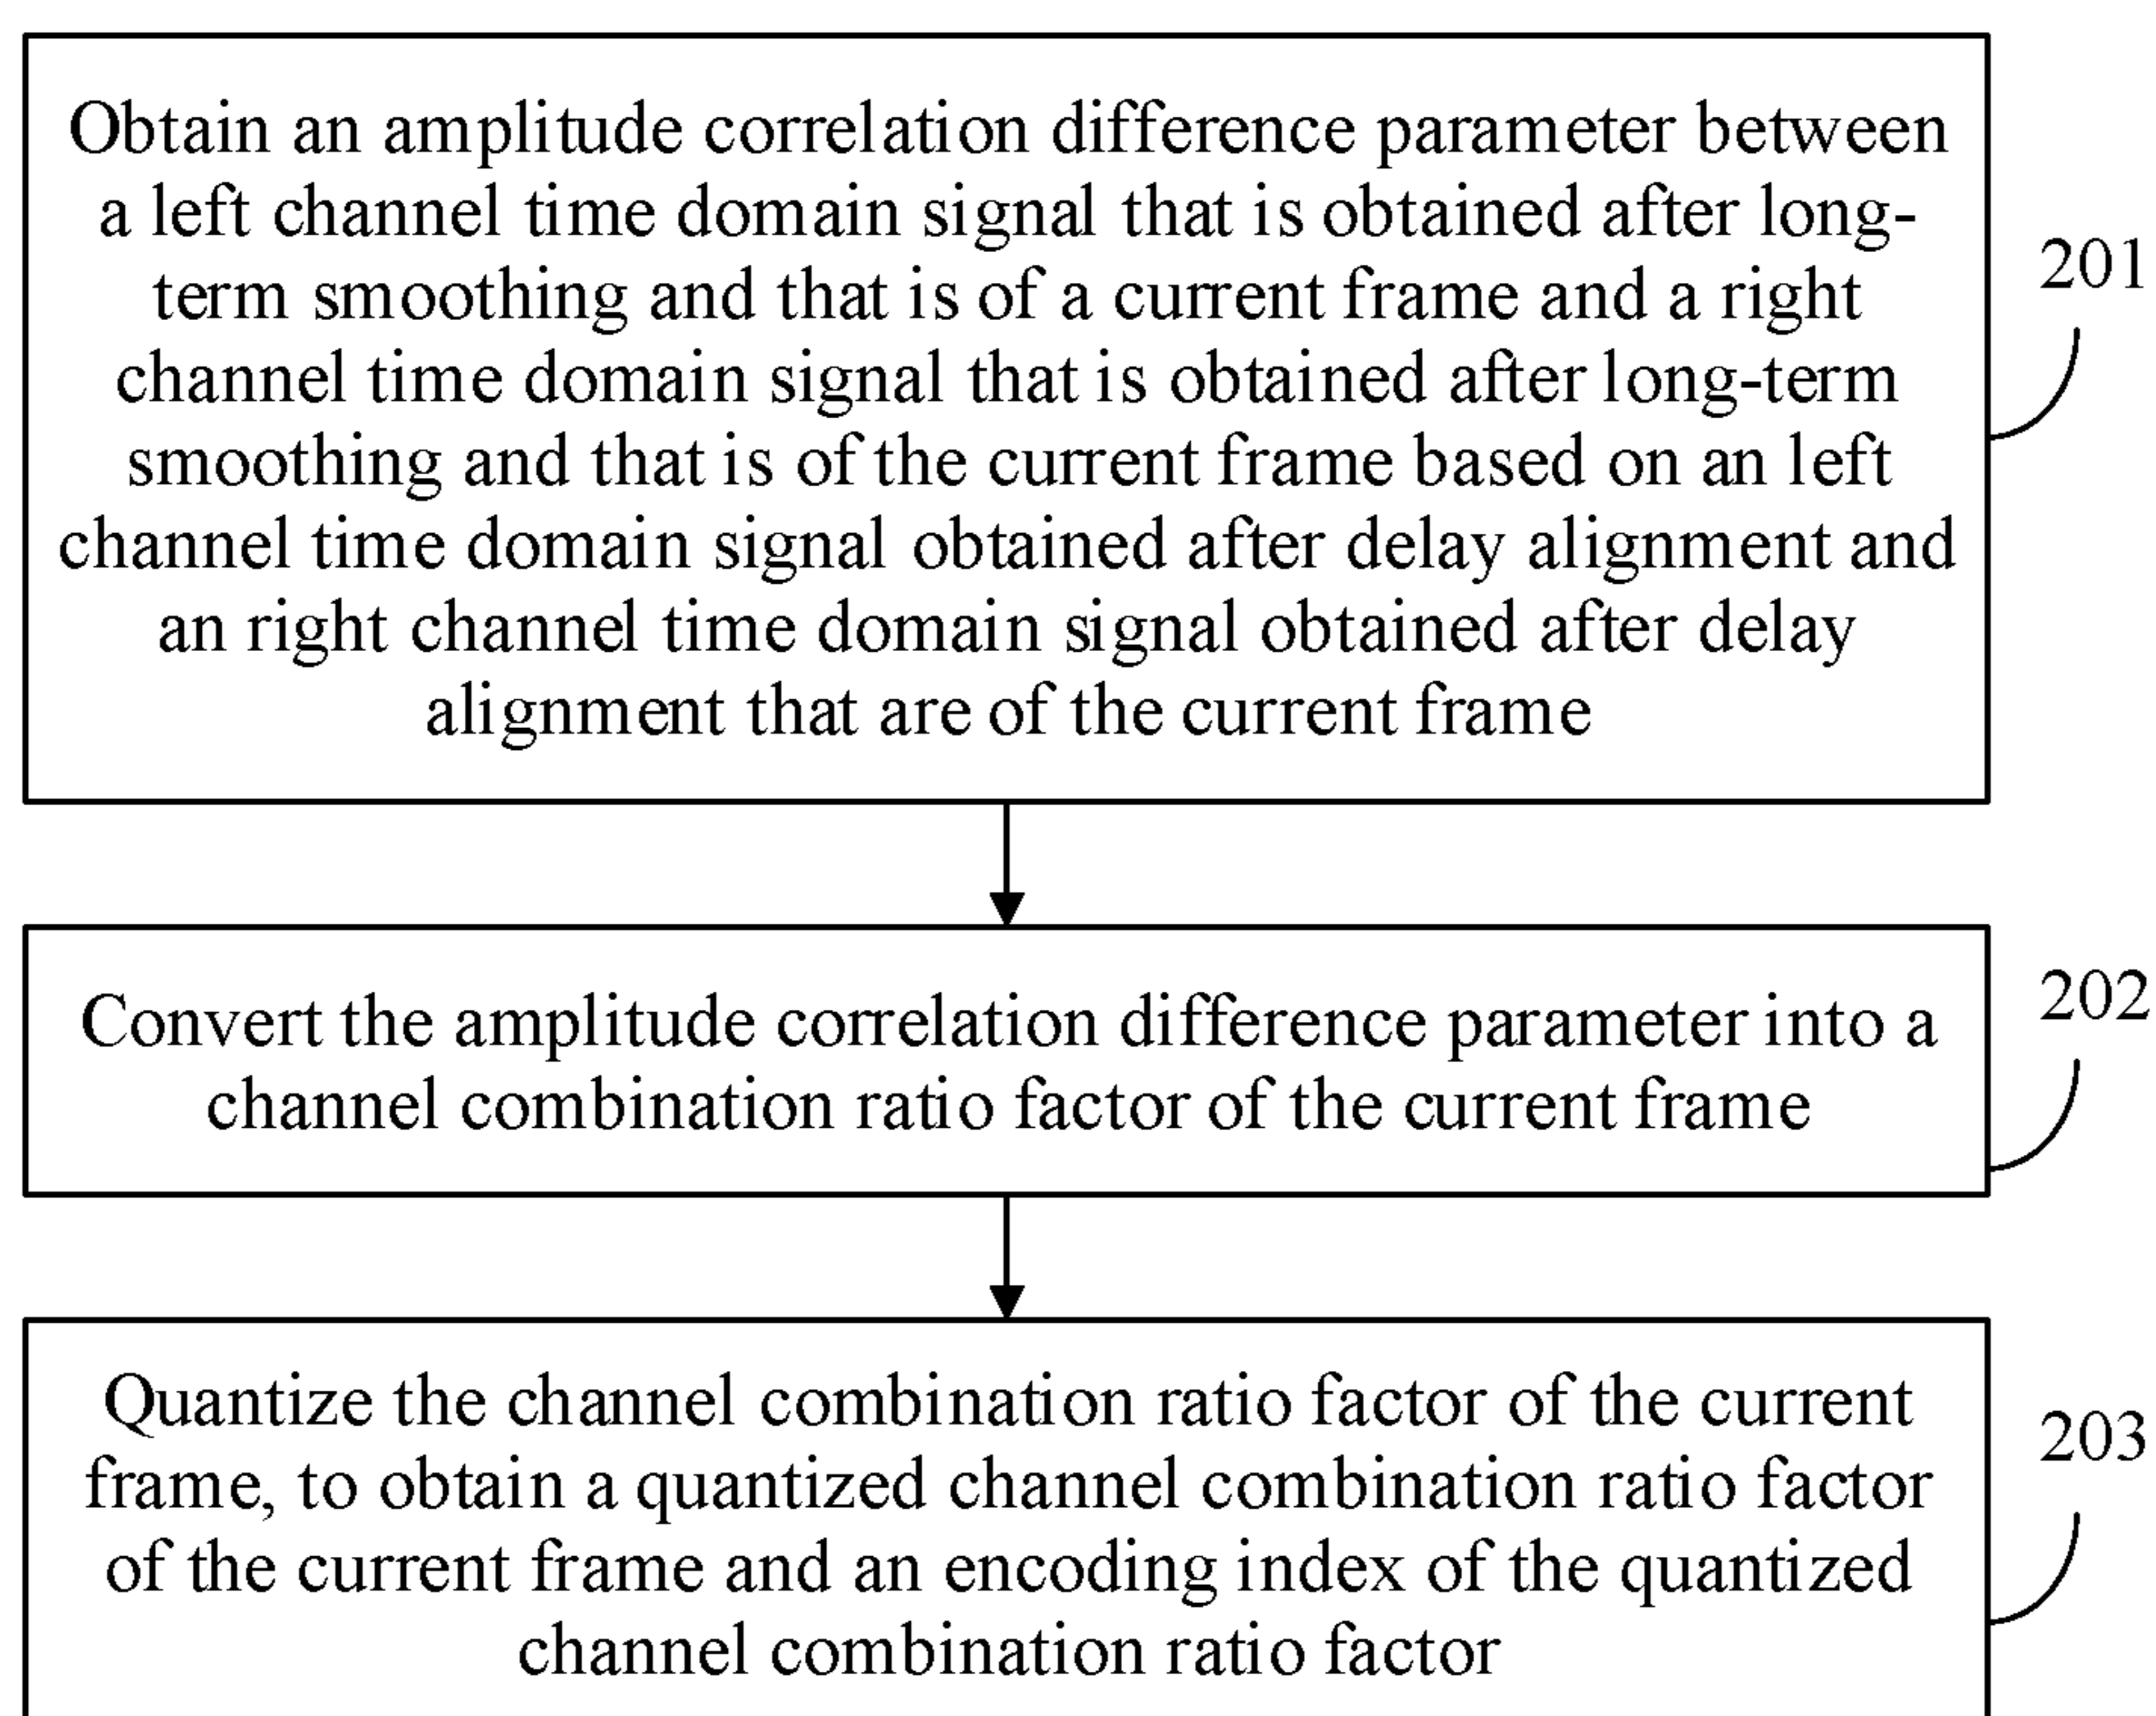 Obtain an amplitude correlation difference parameter between
a left channel time domain signal that is obtained after long-
term smoothing and that is of a current frame and a right
channel time domain signal that is obtained after long-term
smoothing and that is of the current frame based on an left
channel time domain signal obtained after delay alignment and
an right channel time domain signal obtained after delay
alignment that are of the current frame
201
Convert the amplitude correlation difference parameter into a
channel combination ratio factor of the current frame
202
Quantize the channel combination ratio factor of the current
frame, to obtain a quantized channel combination ratio factor
of the current frame and an encoding index of the quantized
channel combination ratio factor
203